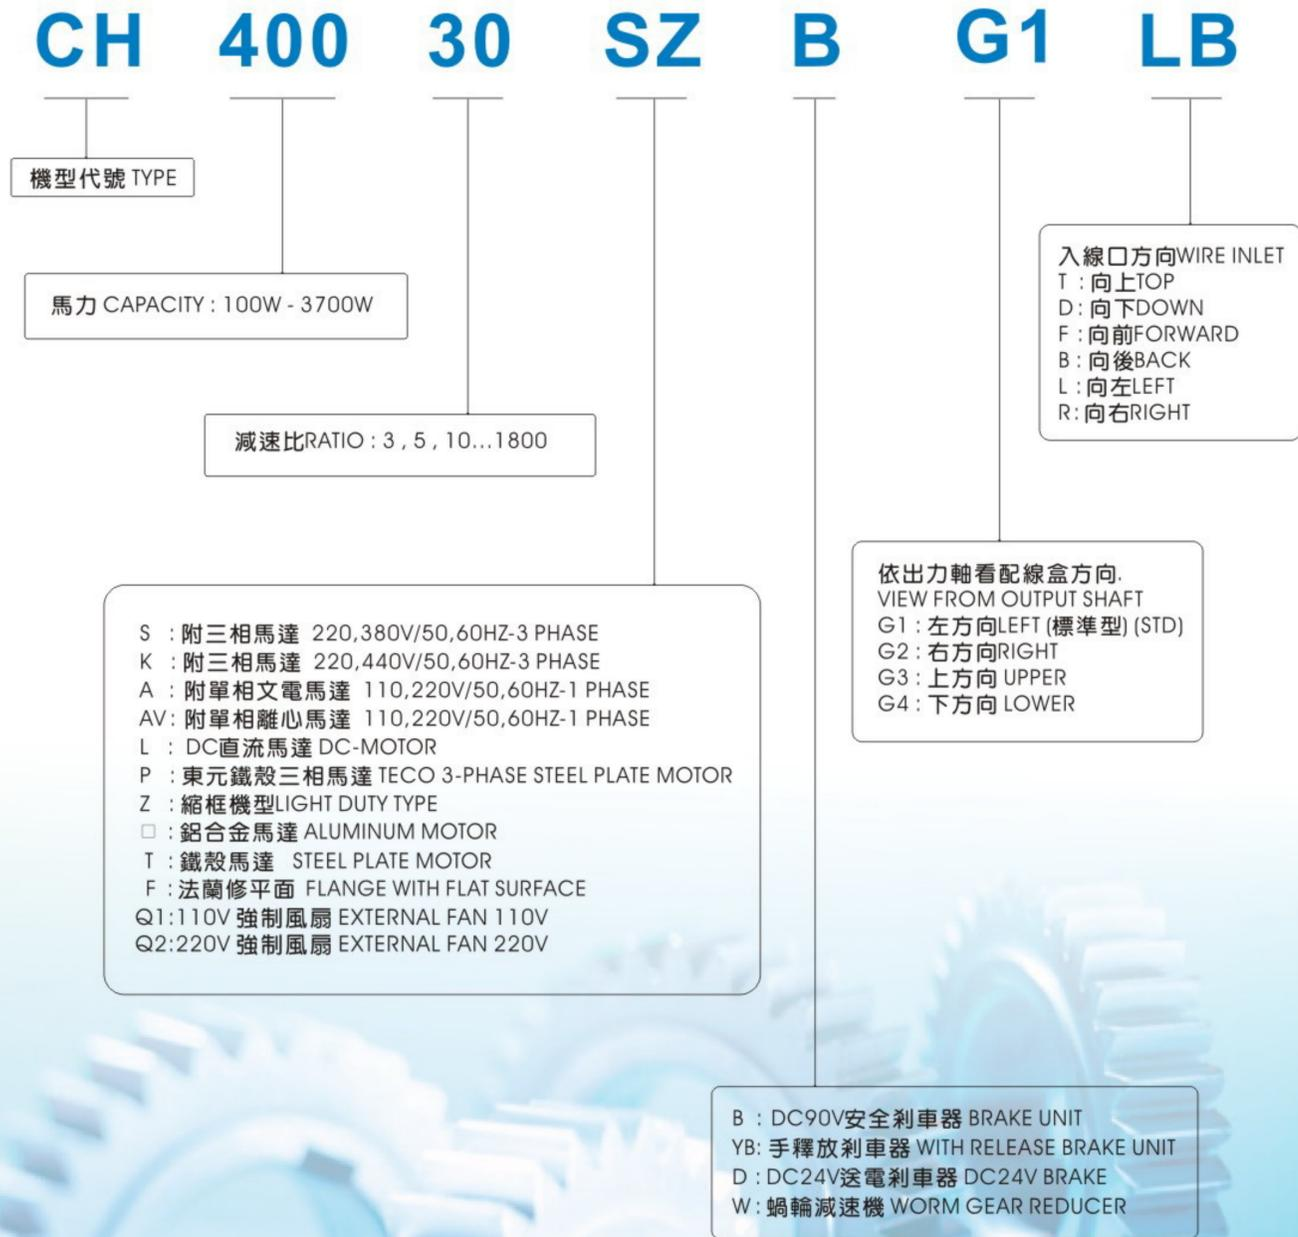 CH 400 30 SZ B G1 LB
機型代號 TYPE
馬力 CAPACITY : 100W - 3700W
減速比RATIO : 3 , 5 , 10...1800
S : 附三相馬達 220,380V/50,60HZ-3 PHASE
K : 附三相馬達 220,440V/50,60HZ-3 PHASE
A : 附單相文電馬達 110,220V/50,60HZ-1 PHASE
AV : 附單相離心馬達 110,220V/50,60HZ-1 PHASE
L : DC直流馬達 DC-MOTOR
P : 東元鐵殼三相馬達 TECO 3-PHASE STEEL PLATE MOTOR
Z : 縮框機型LIGHT DUTY TYPE
□ : 鋁合金馬達 ALUMINUM MOTOR
T : 鐵殼馬達 STEEL PLATE MOTOR
F : 法蘭修平面 FLANGE WITH FLAT SURFACE
Q1:110V 強制風扇 EXTERNAL FAN 110V
Q2:220V 強制風扇 EXTERNAL FAN 220V
B : DC90V安全剎車器 BRAKE UNIT
YB: 手釋放剎車器 WITH RELEASE BRAKE UNIT
D : DC24V送電剎車器 DC24V BRAKE
W : 蝸輪減速機 WORM GEAR REDUCER
依出力軸看配線盒方向.
VIEW FROM OUTPUT SHAFT
G1 : 左方向LEFT (標準型) (STD)
G2 : 右方向RIGHT
G3 : 上方向 UPPER
G4 : 下方向 LOWER
入線口方向WIRE INLET
T : 向上TOP
D : 向下DOWN
F : 向前FORWARD
B : 向後BACK
L : 向左LEFT
R : 向右RIGHT